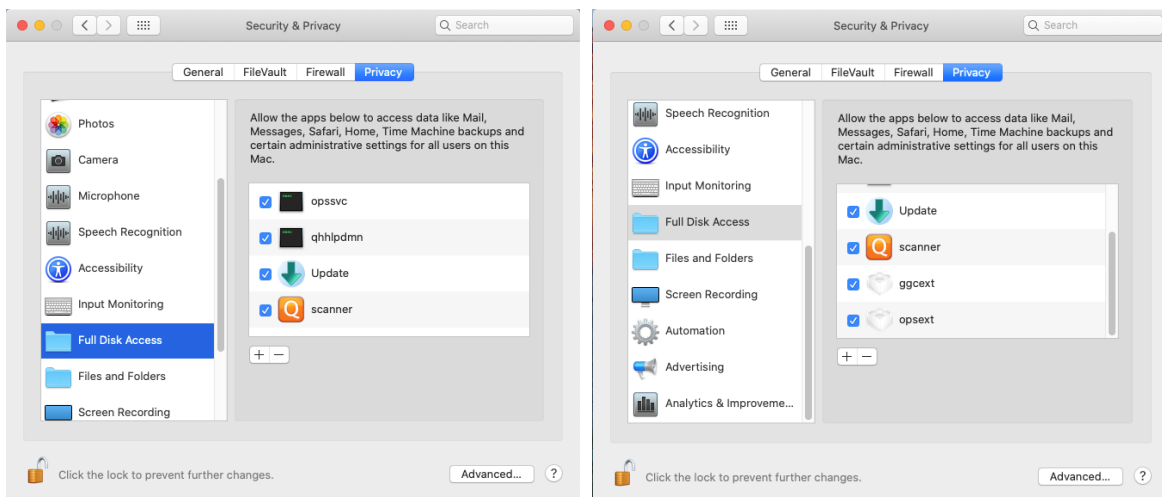 Security & Privacy
Search
General FileVault Firewall Privacy
Photos
Camera
Microphone
Speech Recognition
Accessibility
Input Monitoring
Full Disk Access
Files and Folders
Screen Recording
Allow the apps below to access data like Mail,
Messages, Safari, Home, Time Machine backups and
certain administrative settings for all users on this
Mac.
opssvc
qhhlpdmn
Update
Q scanner
+ −
Click the lock to prevent further changes.
Advanced... ?
Security & Privacy
Search
General FileVault Firewall Privacy
Speech Recognition
Accessibility
Input Monitoring
Full Disk Access
Files and Folders
Screen Recording
Automation
Advertising
Analytics & Improveme...
Allow the apps below to access data like Mail,
Messages, Safari, Home, Time Machine backups and
certain administrative settings for all users on this
Mac.
Update
Q scanner
ggcext
opsext
+ −
Click the lock to prevent further changes.
Advanced... ?